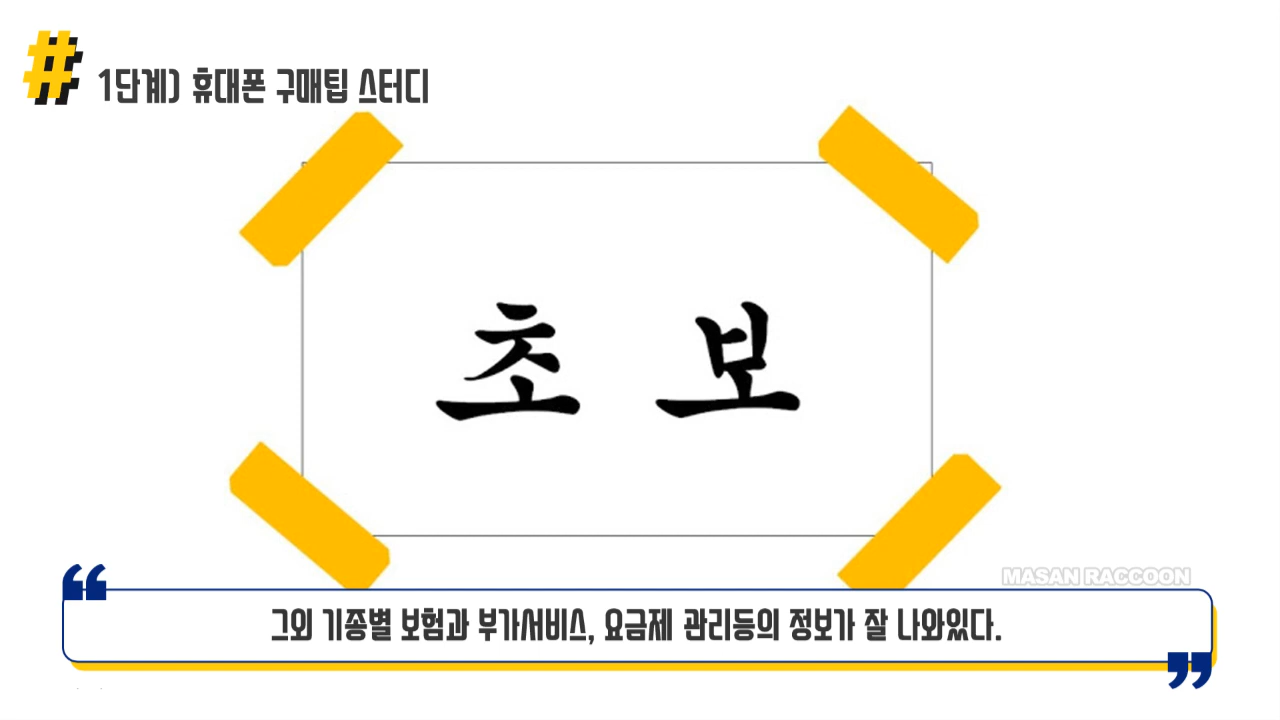 # 1단계) 휴대폰 구매팁 스터디
초 보
MASAN RACCOON
그외 기종별 보험과 부가서비스, 요금제 관리등의 정보가 잘 나와있다.